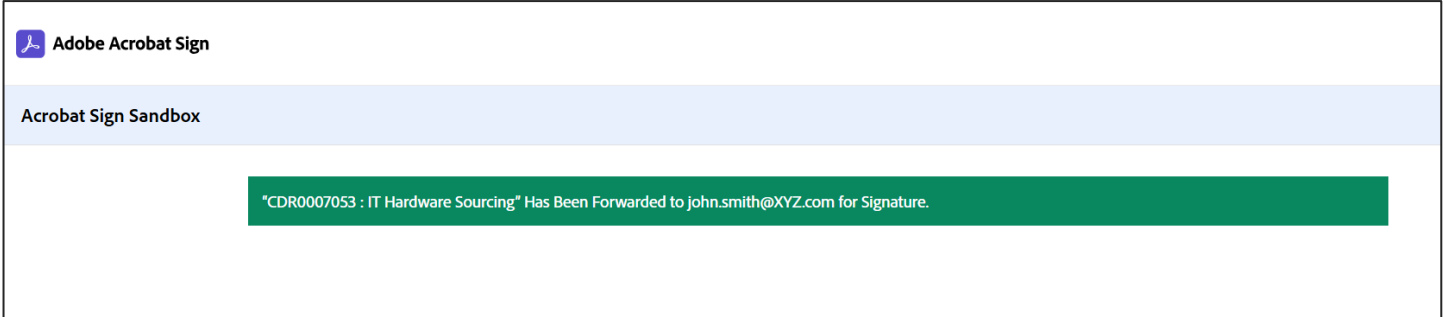 Adobe Acrobat Sign
Acrobat Sign Sandbox
"CDR0007053 : IT Hardware Sourcing" Has Been Forwarded to john.smith@XYZ.com for Signature.